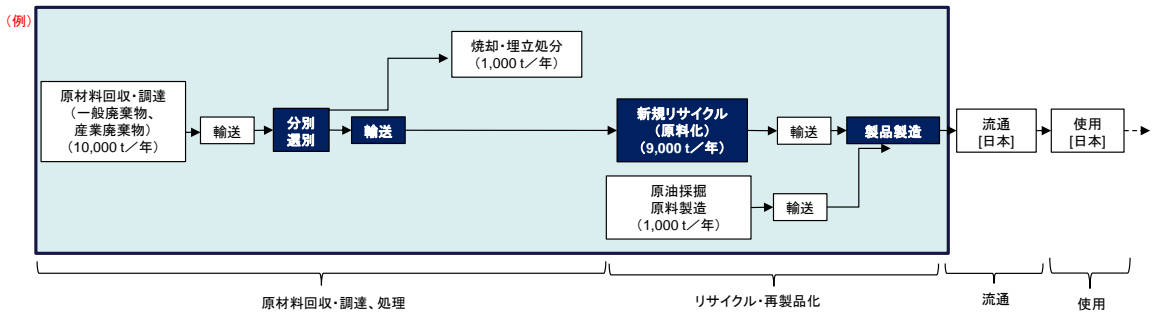 (例)
焼却・埋立処分
(1,000 t／年)
原材料回収・調達
(一般廃棄物、
産業廃棄物)
(10,000 t／年)
輸送
分別
選別
輸送
新規リサイクル
(原料化)
(9,000 t／年)
輸送
製品製造
流通
[日本]
使用
[日本]
原油採掘
原料製造
(1,000 t／年)
輸送
原材料回収・調達、処理
リサイクル・再製品化
流通
使用